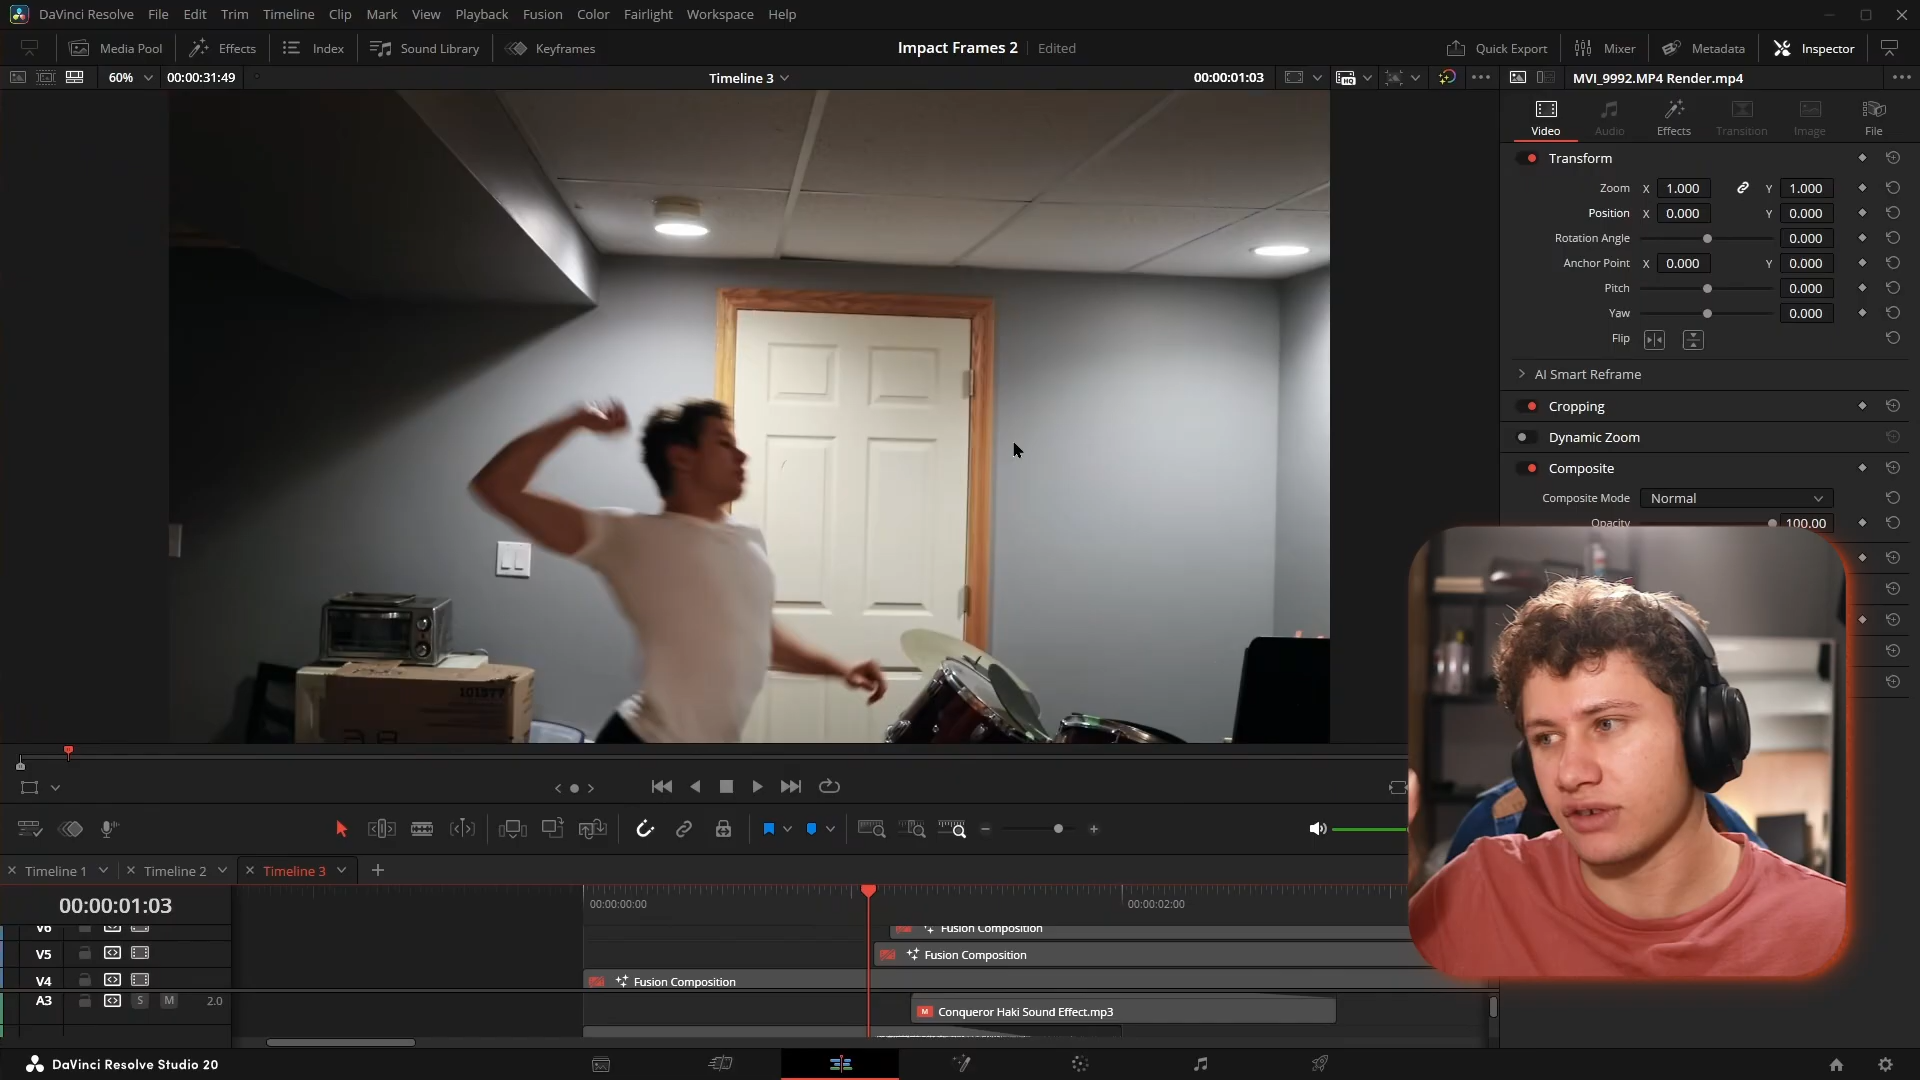 DaVinci Resolve File Edit Trim Timeline Clip Mark View Playback Fusion Color Fairlight Workspace Help
Media Pool Effects Index Sound Library Keyframes Impact Frames 2 Edited Quick Export Mixer Metadata Inspector
60% 00:00:31:49 Timeline 3 00:00:01:03 MVI_9992.MP4 Render.mp4
Video Audio Effects Transition Image File
Transform
Zoom X 1.000 Y 1.000
Position X 0.000 Y 0.000
Rotation Angle 0.000
Anchor Point X 0.000 Y 0.000
Pitch 0.000
Yaw 0.000
Flip
AI Smart Reframe
Cropping
Dynamic Zoom
Composite
Composite Mode Normal
Opacity 100.00
Timeline 1 Timeline 2 Timeline 3
00:00:01:03 00:00:00:00 00:00:02:00
V6 Fusion Composition
V5 Fusion Composition
V4 Fusion Composition
A3 S M 2.0 Conqueror Haki Sound Effect.mp3
DaVinci Resolve Studio 20